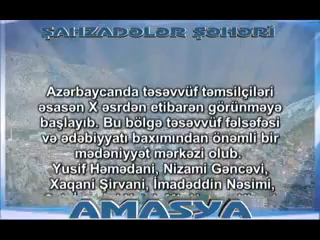 ŞAHZADƏLƏR ŞƏHƏRİ
Azərbaycanda təsəvvüf təmsilçiləri
əsasən X əsrdən etibarən görünməyə
başlayıb. Bu bölgə təsəvvüf fəlsəfəsi
və ədəbiyyatı baxımından önəmli bir
mədəniyyət mərkəzi olub.
Yusif Həmədani, Nizami Gəncəvi,
Xaqani Şirvani, İmadəddin Nəsimi,
AMASYA